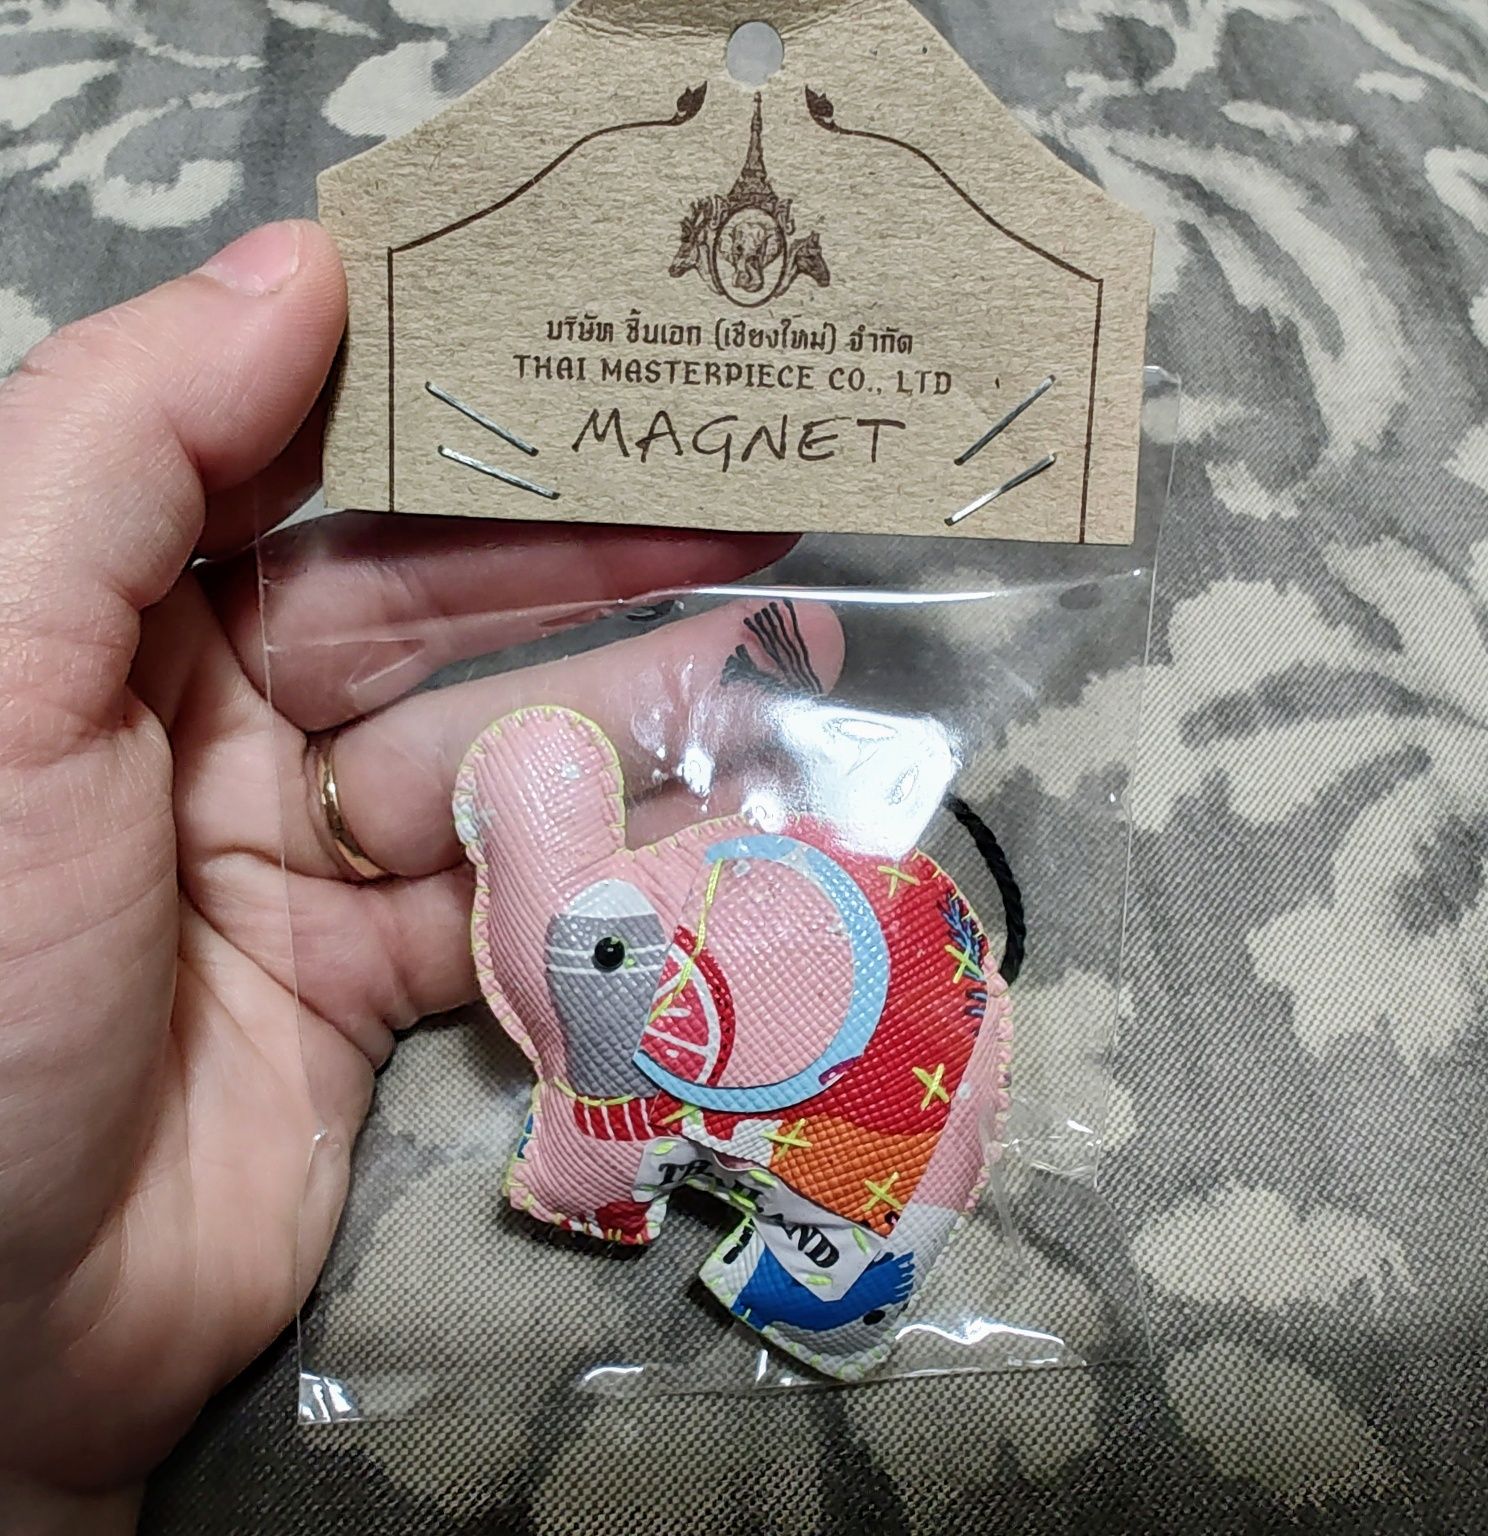 บริษัท ชิ้นเอก (เชียงใหม่) จำกัด
THAI MASTERPIECE CO., LTD
MAGNET
THAILAND